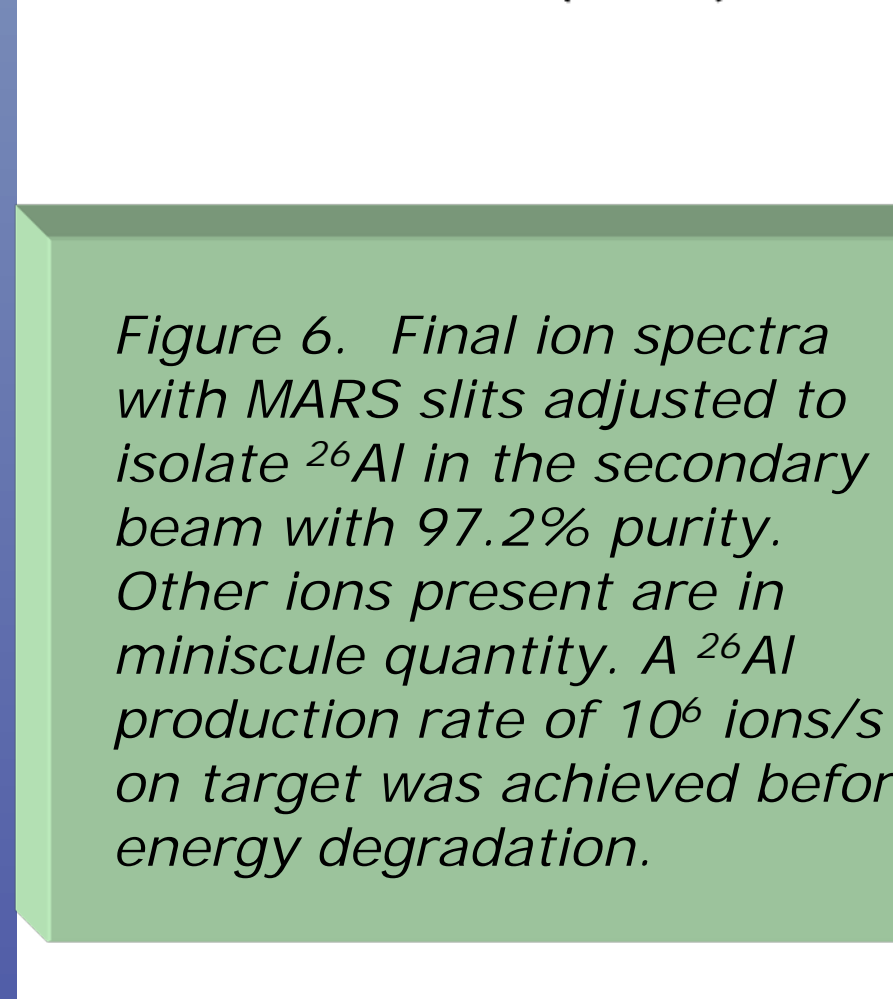 Figure 6.  Final ion spectra
with MARS slits adjusted to
isolate ²⁶Al in the secondary
beam with 97.2% purity.
Other ions present are in
miniscule quantity. A ²⁶Al
production rate of 10⁶ ions/s
on target was achieved befor
energy degradation.